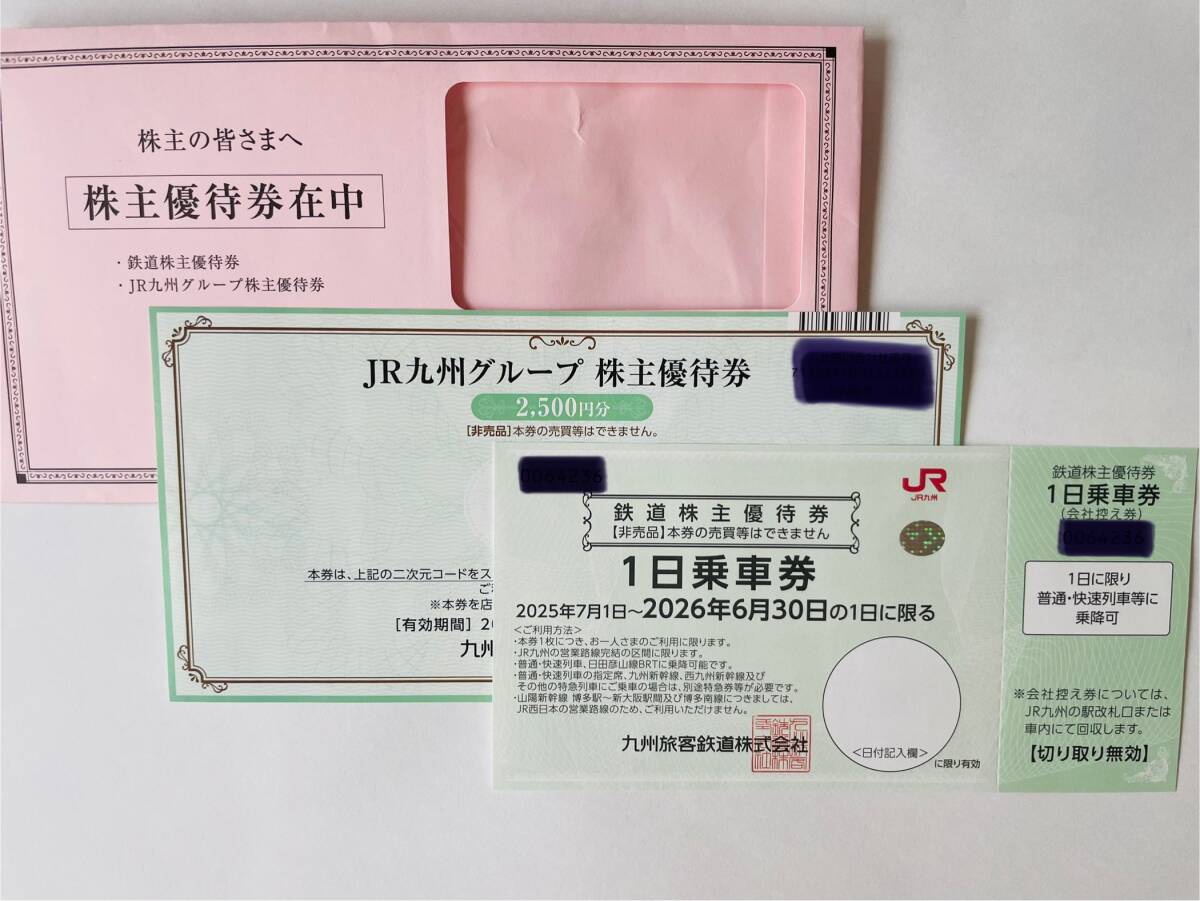 株主の皆さまへ
株主優待券在中
・鉄道株主優待券
・JR九州グループ株主優待券
JR九州グループ 株主優待券
2,500円分
[非売品]本券の売買等はできません。
本券は、上記の二次元コードをス
ご
※本券を店
[有効期間] 20
九州
0064236
JR
JR九州
鉄道株主優待券
【非売品】本券の売買等はできません
1日乗車券
2025年7月1日～2026年6月30日の1日に限る
<ご利用方法>
・本券1枚につき、お一人さまのご利用に限ります。
・JR九州の営業路線完結の区間に限ります。
・普通・快速列車、日田彦山線BRTに乗降可能です。
・普通・快速列車の指定席、九州新幹線、西九州新幹線及び
その他の特急列車にご乗車の場合は、別途特急券等が必要です。
・山陽新幹線 博多駅～新大阪駅間及び博多南線につきましては、
JR西日本の営業路線のため、ご利用いただけません。
九州旅客鉄道株式会社
<日付記入欄>
に限り有効
鉄道株主優待券
1日乗車券
(会社控え券)
0064236
1日に限り
普通・快速列車等に
乗降可
※会社控え券については、
JR九州の駅改札口または
車内にて回収します。
【切り取り無効】